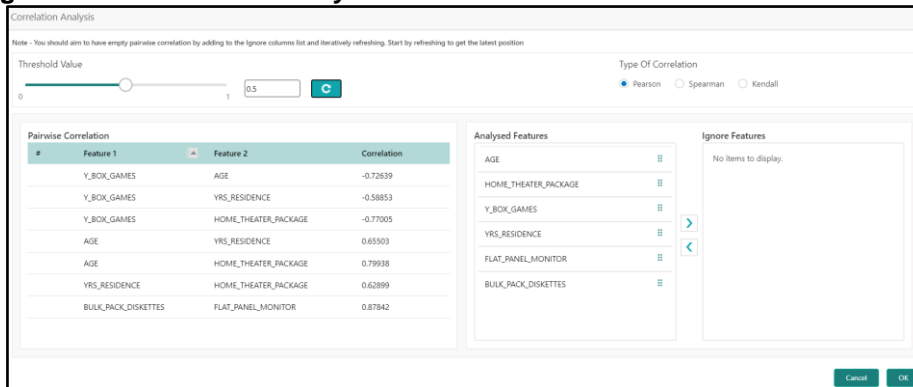 Correlation Analysis
Note - You should aim to have empty pairwise correlation by adding to the Ignore columns list and iteratively refreshing. Start by refreshing to get the latest position
Threshold Value
Type Of Correlation
0
1
0.5
Pearson
Spearman
Kendall
Pairwise Correlation
# Feature 1 Feature 2 Correlation
Y_BOX_GAMES AGE -0.72639
Y_BOX_GAMES YRS_RESIDENCE -0.58853
Y_BOX_GAMES HOME_THEATER_PACKAGE -0.77005
AGE YRS_RESIDENCE 0.65503
AGE HOME_THEATER_PACKAGE 0.79938
YRS_RESIDENCE HOME_THEATER_PACKAGE 0.62899
BULK_PACK_DISKETTES FLAT_PANEL_MONITOR 0.87842
Analysed Features
AGE
HOME_THEATER_PACKAGE
Y_BOX_GAMES
YRS_RESIDENCE
FLAT_PANEL_MONITOR
BULK_PACK_DISKETTES
Ignore Features
No items to display.
Cancel
OK